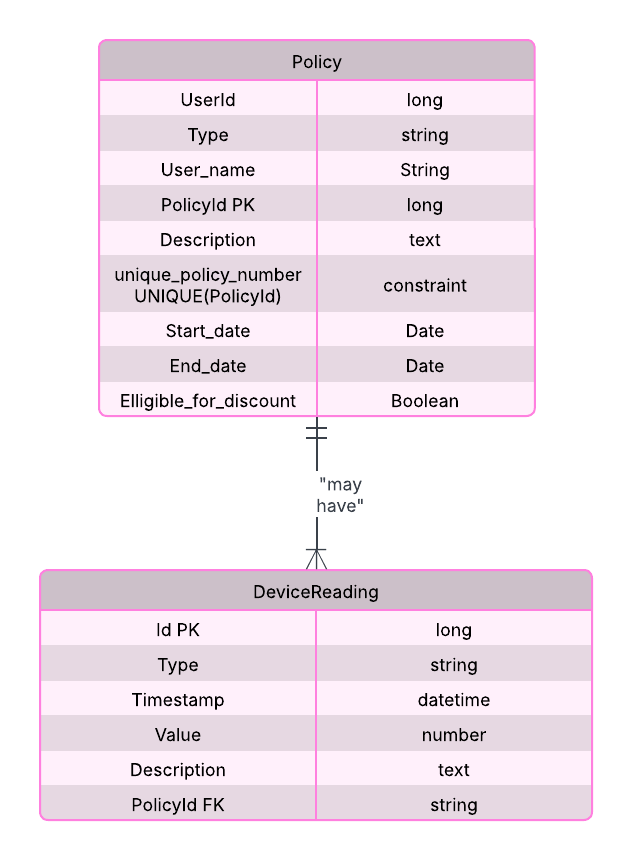 Policy
UserId long
Type string
User_name String
PolicyId PK long
Description text
unique_policy_number
UNIQUE(PolicyId) constraint
Start_date Date
End_date Date
Elligible_for_discount Boolean
"may
have"
DeviceReading
Id PK long
Type string
Timestamp datetime
Value number
Description text
PolicyId FK string